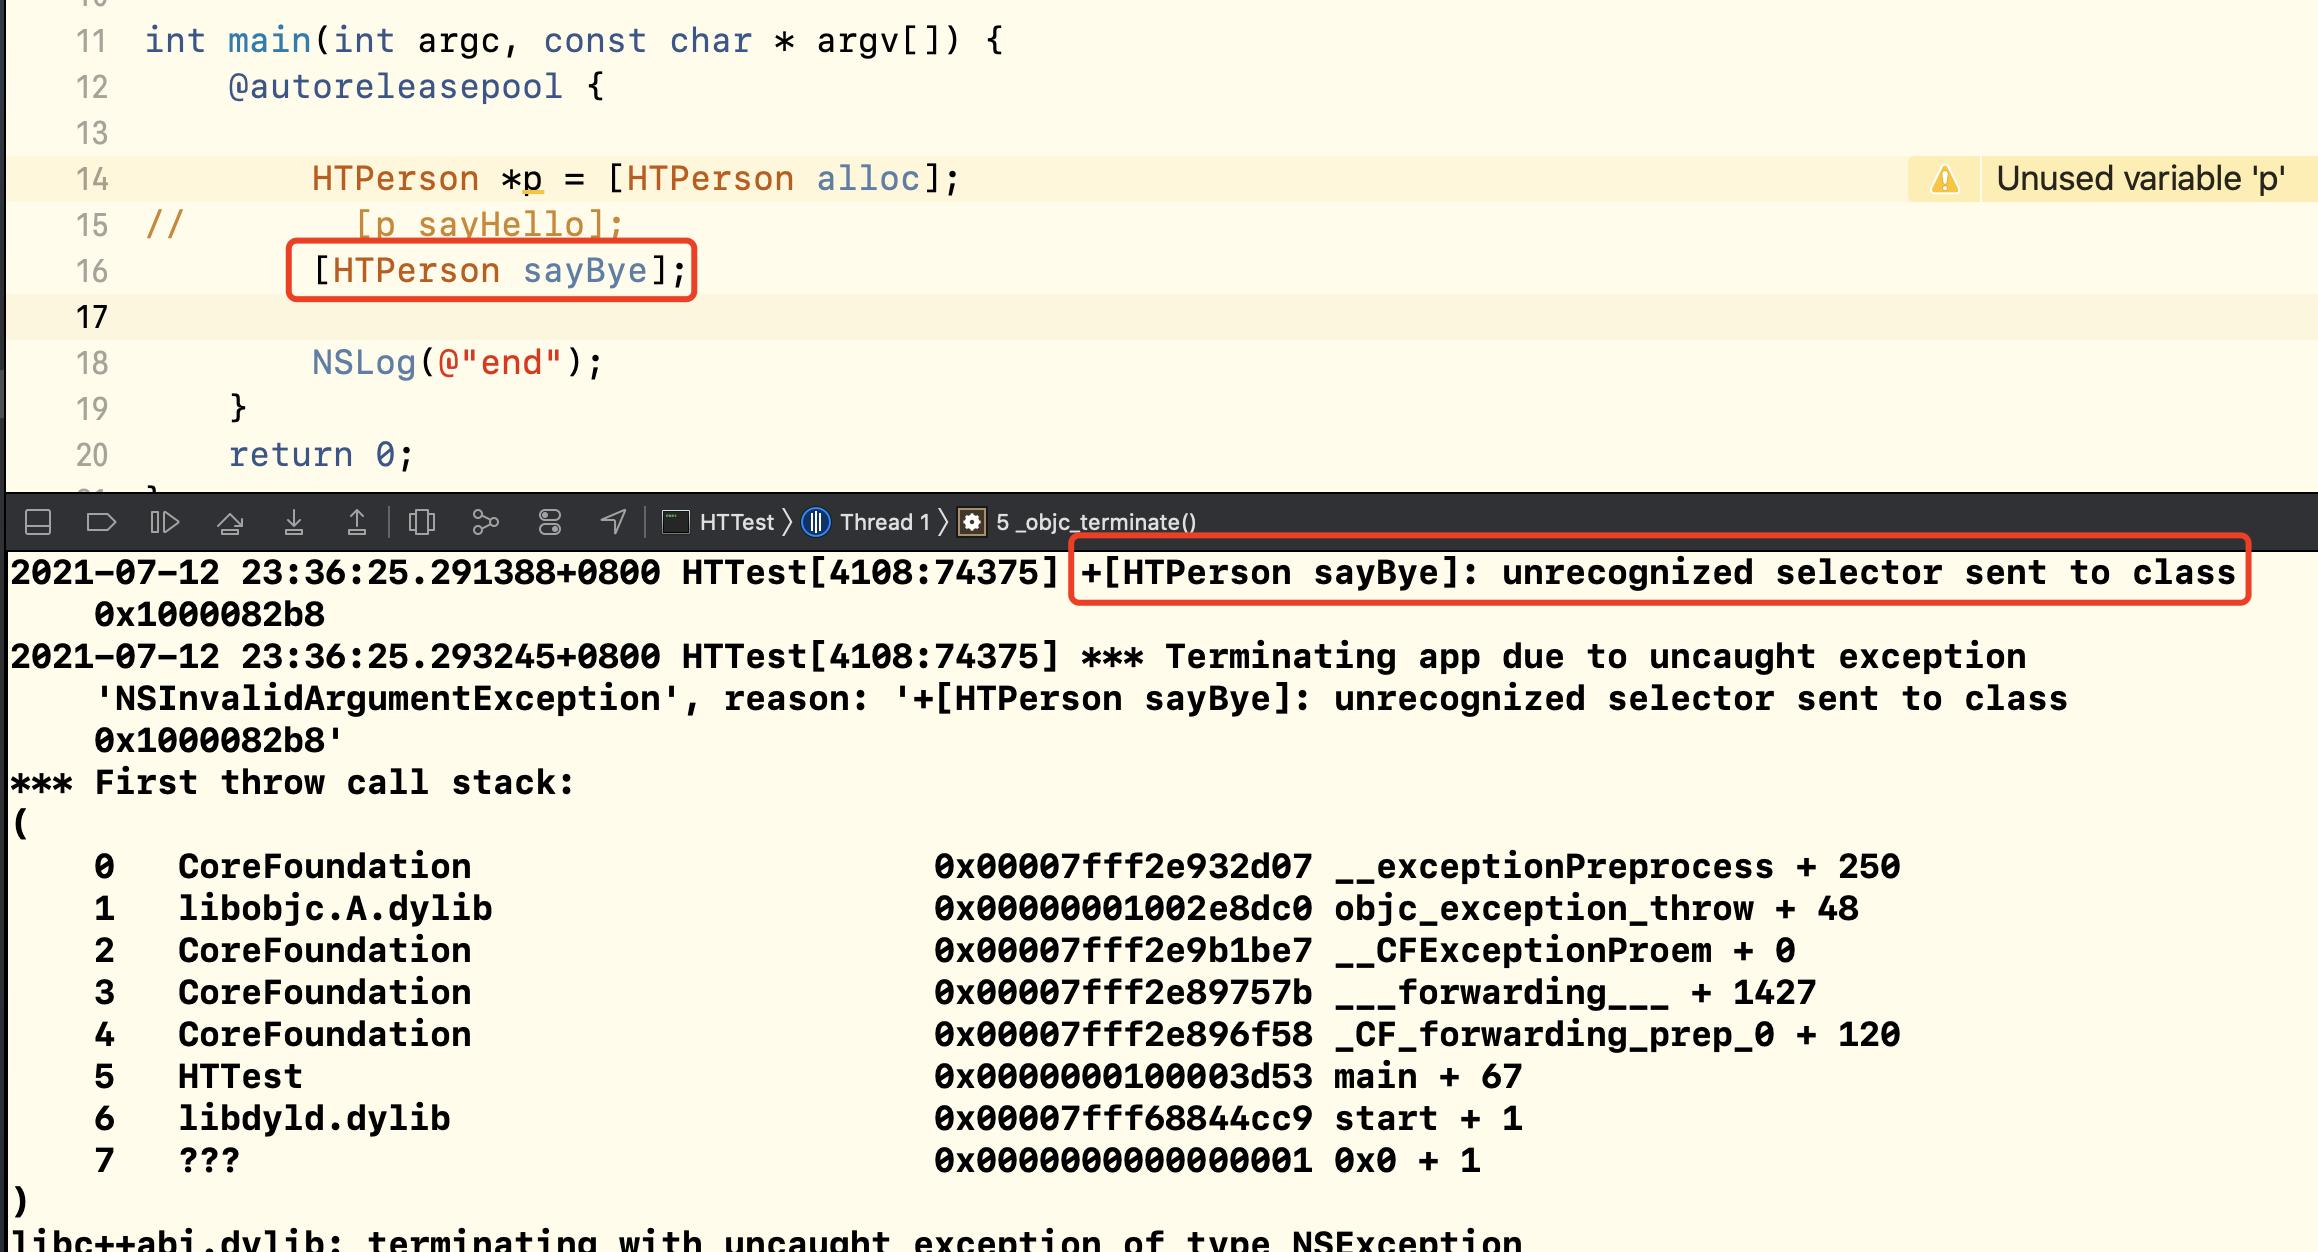 11 int main(int argc, const char * argv[]) {
12 @autoreleasepool {
13
14 HTPerson *p = [HTPerson alloc]; Unused variable 'p'
15 // [p sayHello];
16 [HTPerson sayBye];
17
18 NSLog(@"end");
19 }
20 return 0;
HTTest 〉 Thread 1 〉 5 _objc_terminate()
2021-07-12 23:36:25.291388+0800 HTTest[4108:74375] +[HTPerson sayBye]: unrecognized selector sent to class
0x1000082b8
2021-07-12 23:36:25.293245+0800 HTTest[4108:74375] *** Terminating app due to uncaught exception
'NSInvalidArgumentException', reason: '+[HTPerson sayBye]: unrecognized selector sent to class
0x1000082b8'
*** First throw call stack:
(
0 CoreFoundation 0x00007fff2e932d07 __exceptionPreprocess + 250
1 libobjc.A.dylib 0x00000001002e8dc0 objc_exception_throw + 48
2 CoreFoundation 0x00007fff2e9b1be7 __CFExceptionProem + 0
3 CoreFoundation 0x00007fff2e89757b ___forwarding___ + 1427
4 CoreFoundation 0x00007fff2e896f58 _CF_forwarding_prep_0 + 120
5 HTTest 0x0000000100003d53 main + 67
6 libdyld.dylib 0x00007fff68844cc9 start + 1
7 ??? 0x0000000000000001 0x0 + 1
)
libc++abi.dylib: terminating with uncaught exception of type NSException